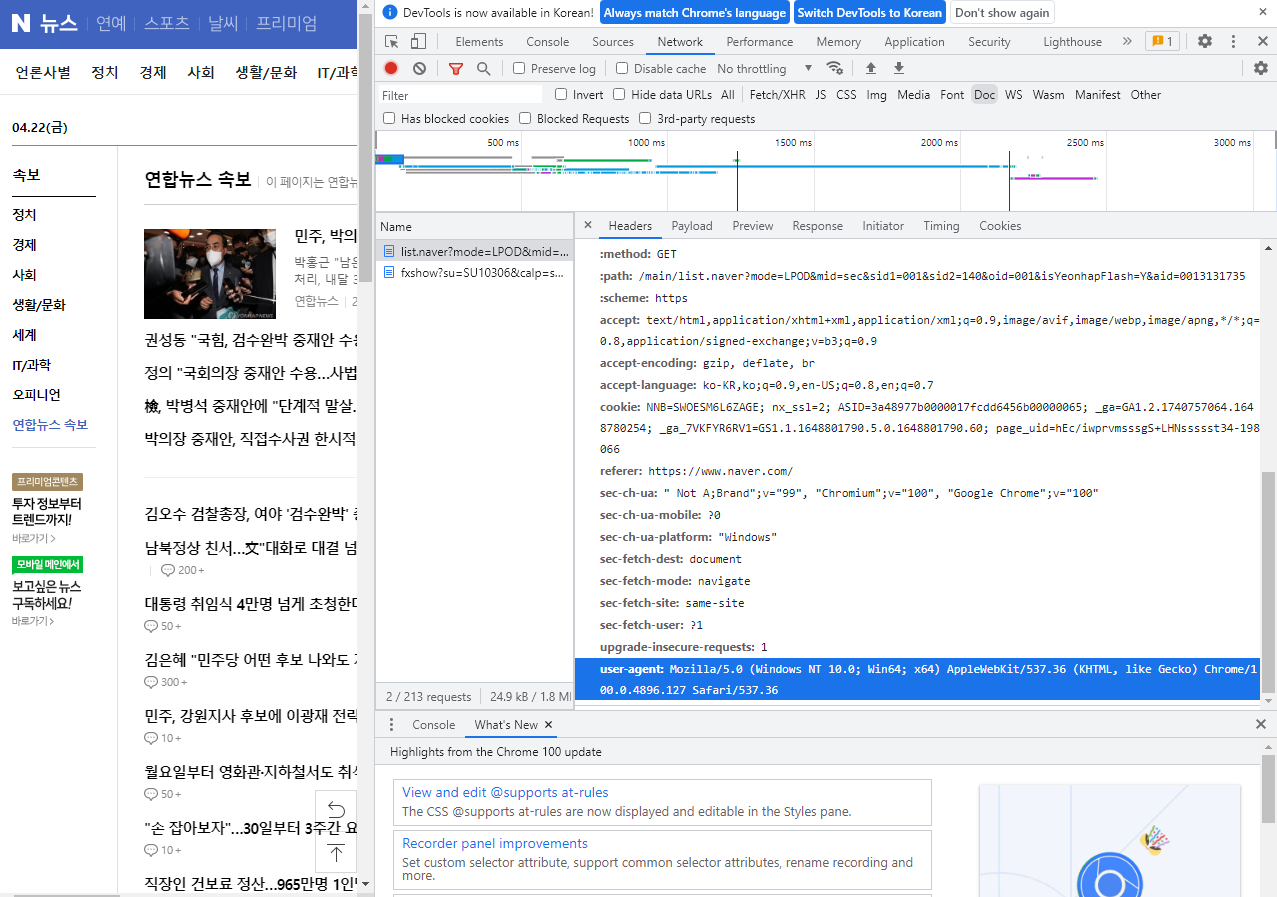 N 뉴스 연예 스포츠 날씨 프리미엄
언론사별 정치 경제 사회 생활/문화 IT/과학
04.22(금)
속보
정치
경제
사회
생활/문화
세계
IT/과학
오피니언
연합뉴스 속보
프리미엄콘텐츠
투자 정보부터
트렌드까지!
바로가기 >
모바일 메인에서
보고싶은 뉴스
구독하세요!
바로가기 >
연합뉴스 속보 이 페이지는 연합뉴
민주, 박의
박홍근 "남은
처리, 내달 3
연합뉴스 2
권성동 "국힘, 검수완박 중재안 수용
정의 "국회의장 중재안 수용...사법
檢, 박병석 중재안에 "단계적 말살.
박의장 중재안, 직접수사권 한시적
김오수 검찰총장, 여야 '검수완박' 중
남북정상 친서...文"대화로 대결 넘
200+
대통령 취임식 4만명 넘게 초청한다
50+
김은혜 "민주당 어떤 후보 나와도 자
300+
민주, 강원지사 후보에 이광재 전략
10+
월요일부터 영화관·지하철서도 취식
50+
"손 잡아보자"...30일부터 3주간 요
10+
직장인 건보료 정산...965만명 1인당
DevTools is now available in Korean! Always match Chrome's language Switch DevTools to Korean Don't show again
Elements Console Sources Network Performance Memory Application Security Lighthouse » 1
Preserve log Disable cache No throttling
Filter Invert Hide data URLs All Fetch/XHR JS CSS Img Media Font Doc WS Wasm Manifest Other
Has blocked cookies Blocked Requests 3rd-party requests
500 ms 1000 ms 1500 ms 2000 ms 2500 ms 3000 ms
Name
list.naver?mode=LPOD&mid=...
fxshow?su=SU10306&calp=s...
2 / 213 requests 24.9 kB / 1.8 M
× Headers Payload Preview Response Initiator Timing Cookies
:method: GET
:path: /main/list.naver?mode=LPOD&mid=sec&sid1=001&sid2=140&oid=001&isYeonhapFlash=Y&aid=0013131735
:scheme: https
accept: text/html,application/xhtml+xml,application/xml;q=0.9,image/avif,image/webp,image/apng,*/*;q=
0.8,application/signed-exchange;v=b3;q=0.9
accept-encoding: gzip, deflate, br
accept-language: ko-KR,ko;q=0.9,en-US;q=0.8,en;q=0.7
cookie: NNB=SWOESM6L6ZAGE; nx_ssl=2; ASID=3a48977b0000017fcdd6456b00000065; _ga=GA1.2.1740757064.164
8780254; _ga_7VKFYR6RV1=GS1.1.1648801790.5.0.1648801790.60; page_uid=hEc/iwprvmsssgS+LHNssssst34-198
066
referer: https://www.naver.com/
sec-ch-ua: " Not A;Brand";v="99", "Chromium";v="100", "Google Chrome";v="100"
sec-ch-ua-mobile: ?0
sec-ch-ua-platform: "Windows"
sec-fetch-dest: document
sec-fetch-mode: navigate
sec-fetch-site: same-site
sec-fetch-user: ?1
upgrade-insecure-requests: 1
user-agent: Mozilla/5.0 (Windows NT 10.0; Win64; x64) AppleWebKit/537.36 (KHTML, like Gecko) Chrome/1
00.0.4896.127 Safari/537.36
Console What's New ×
Highlights from the Chrome 100 update
View and edit @supports at-rules
The CSS @supports at-rules are now displayed and editable in the Styles pane.
Recorder panel improvements
Set custom selector attribute, support common selector attributes, rename recording and
more.